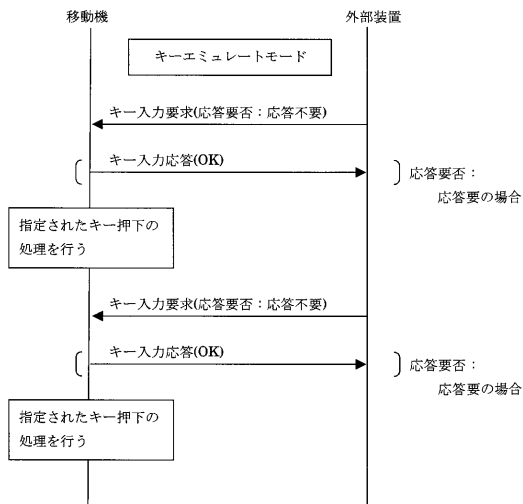 移動機
外部装置
キーエミュレートモード
キー入力要求(応答要否：応答不要)
キー入力応答(OK)
応答要否：
応答要の場合
指定されたキー押下の
処理を行う
キー入力要求(応答要否：応答不要)
キー入力応答(OK)
応答要否：
応答要の場合
指定されたキー押下の
処理を行う